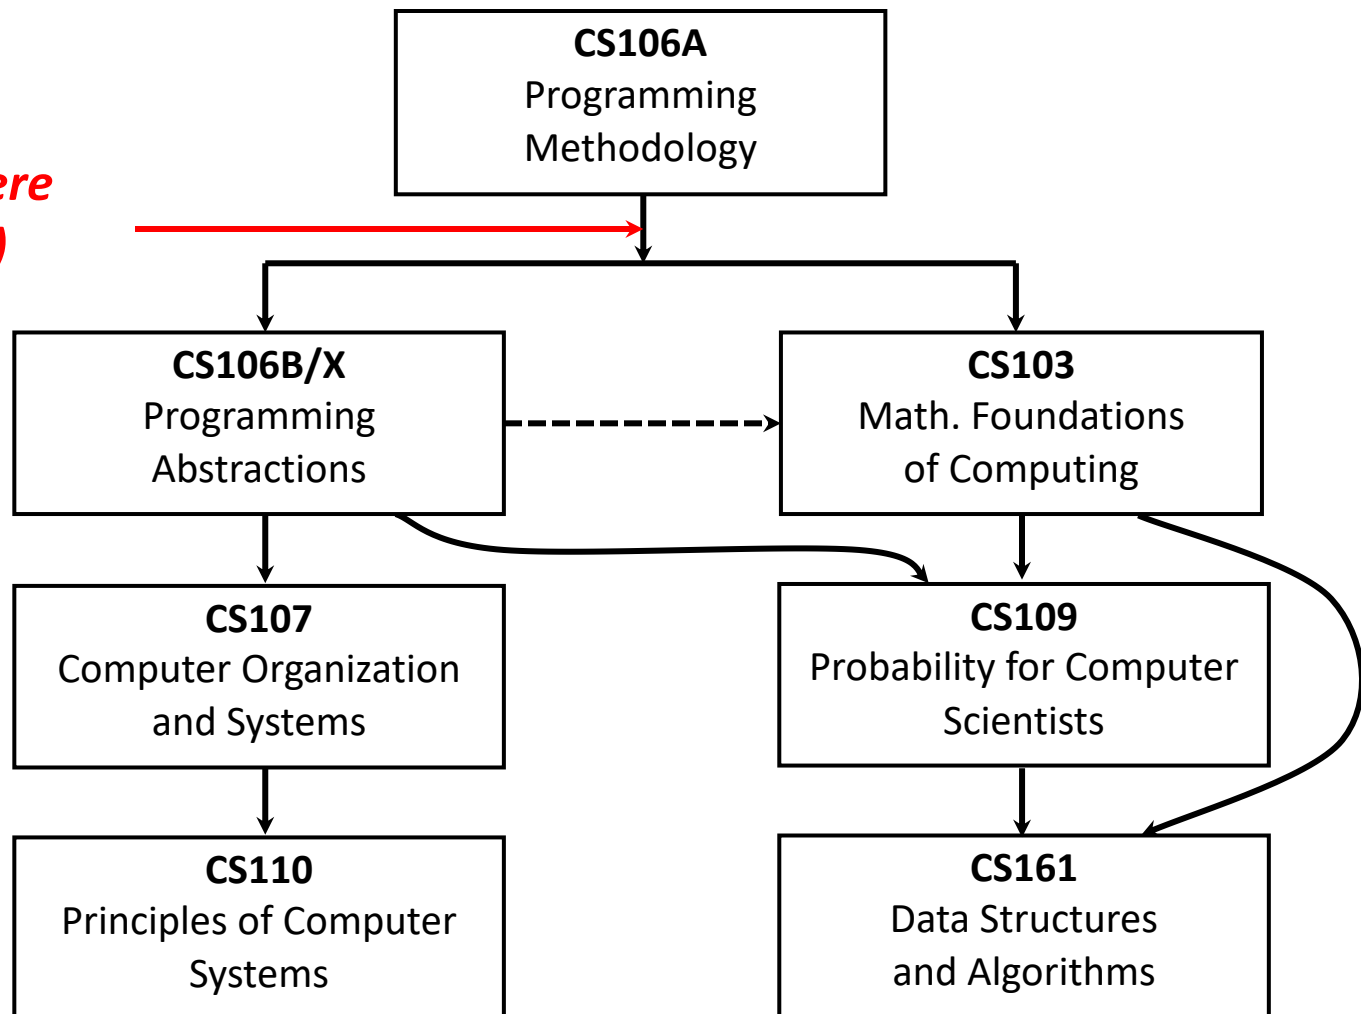 CS106A
Programming
Methodology
CS106B/X
Programming
Abstractions
CS103
Math. Foundations
of Computing
CS107
Computer Organization
and Systems
CS109
Probability for Computer
Scientists
CS110
Principles of Computer
Systems
CS161
Data Structures
and Algorithms